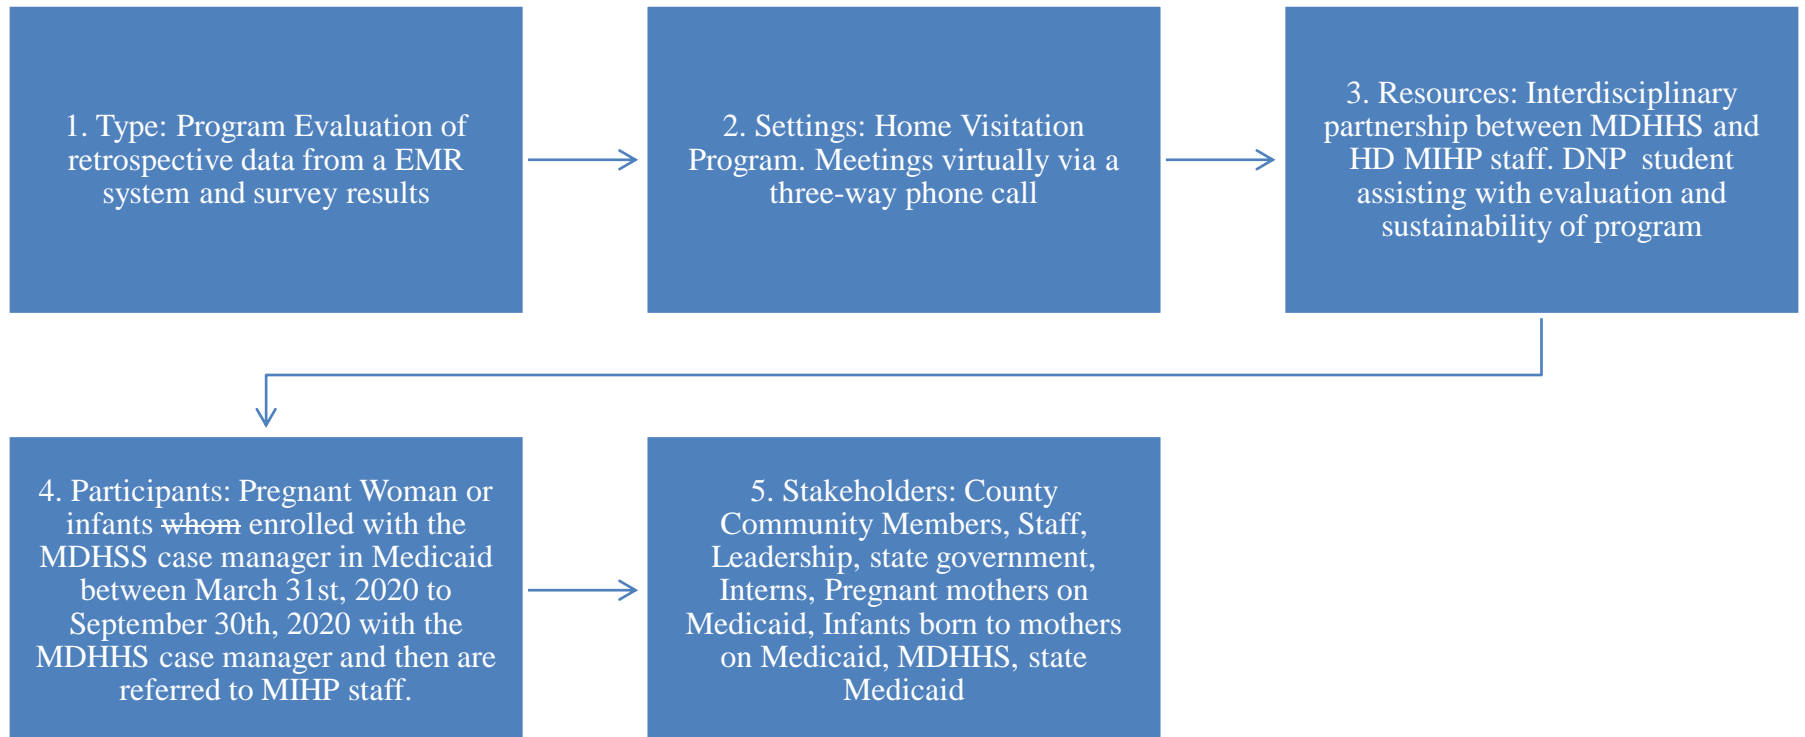 1. Type: Program Evaluation of
retrospective data from a EMR
system and survey results
2. Settings: Home Visitation
Program. Meetings virtually via a
three-way phone call
3. Resources: Interdisciplinary
partnership between MDHHS and
HD MIHP staff. DNP student
assisting with evaluation and
sustainability of program
4. Participants: Pregnant Woman or
infants whom enrolled with the
MDHSS case manager in Medicaid
between March 31st, 2020 to
September 30th, 2020 with the
MDHHS case manager and then are
referred to MIHP staff.
5. Stakeholders: County
Community Members, Staff,
Leadership, state government,
Interns, Pregnant mothers on
Medicaid, Infants born to mothers
on Medicaid, MDHHS, state
Medicaid